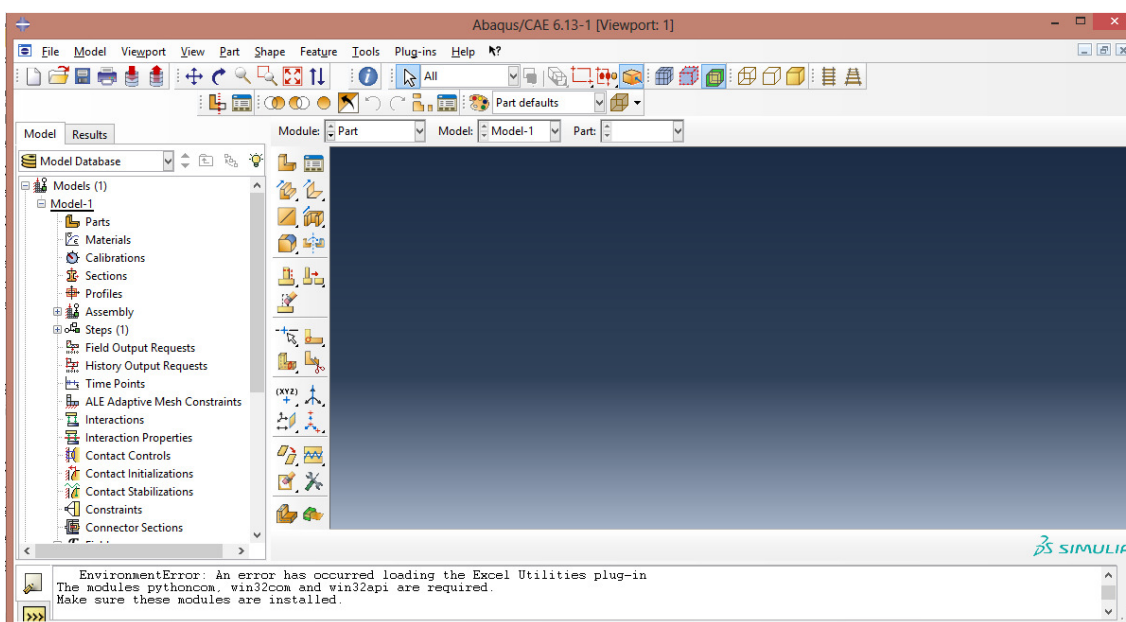 Abaqus/CAE 6.13-1 [Viewport: 1]
File Model Viewport View Part Shape Feature Tools Plug-ins Help
All
Part defaults
Model Results
Module: Part Model: Model-1 Part:
Model Database
Models (1)
Model-1
Parts
Materials
Calibrations
Sections
Profiles
Assembly
Steps (1)
Field Output Requests
History Output Requests
Time Points
ALE Adaptive Mesh Constraints
Interactions
Interaction Properties
Contact Controls
Contact Initializations
Contact Stabilizations
Constraints
Connector Sections
(XYZ)
SIMULIA
EnvironmentError: An error has occurred loading the Excel Utilities plug-in
The modules pythoncom, win32com and win32api are required.
Make sure these modules are installed.
>>>